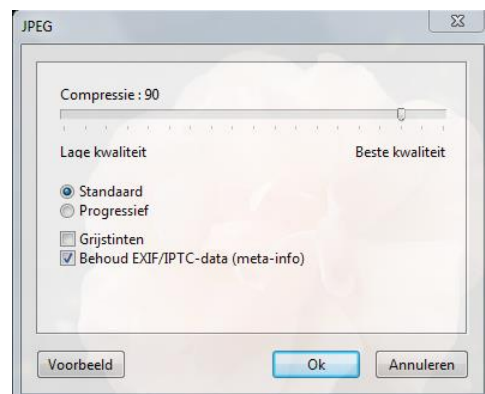 JPEG
Compressie : 90
Lage kwaliteit Beste kwaliteit
Standaard
Progressief
Grijstinten
Behoud EXIF/IPTC-data (meta-info)
Voorbeeld Ok Annuleren